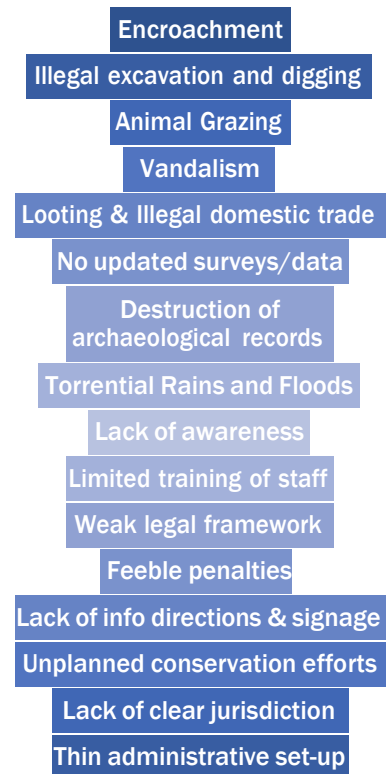 Encroachment
Illegal excavation and digging
Animal Grazing
Vandalism
Looting & Illegal domestic trade
No updated surveys/data
Destruction of
archaeological records
Torrential Rains and Floods
Lack of awareness
Limited training of staff
Weak legal framework
Feeble penalties
Lack of info directions & signage
Unplanned conservation efforts
Lack of clear jurisdiction
Thin administrative set-up